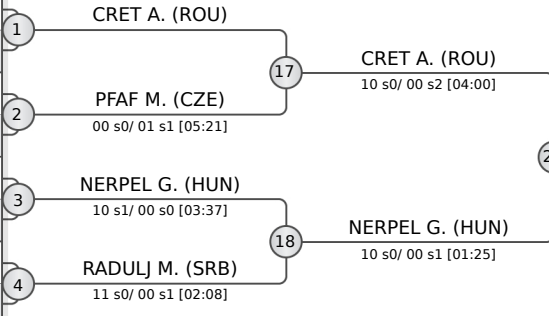 CRET A. (ROU)
1
CRET A. (ROU)
17
10 s0/ 00 s2 [04:00]
PFAF M. (CZE)
2
00 s0/ 01 s1 [05:21]
NERPEL G. (HUN)
3
10 s1/ 00 s0 [03:37]
NERPEL G. (HUN)
18
10 s0/ 00 s1 [01:25]
RADULJ M. (SRB)
4
11 s0/ 00 s1 [02:08]